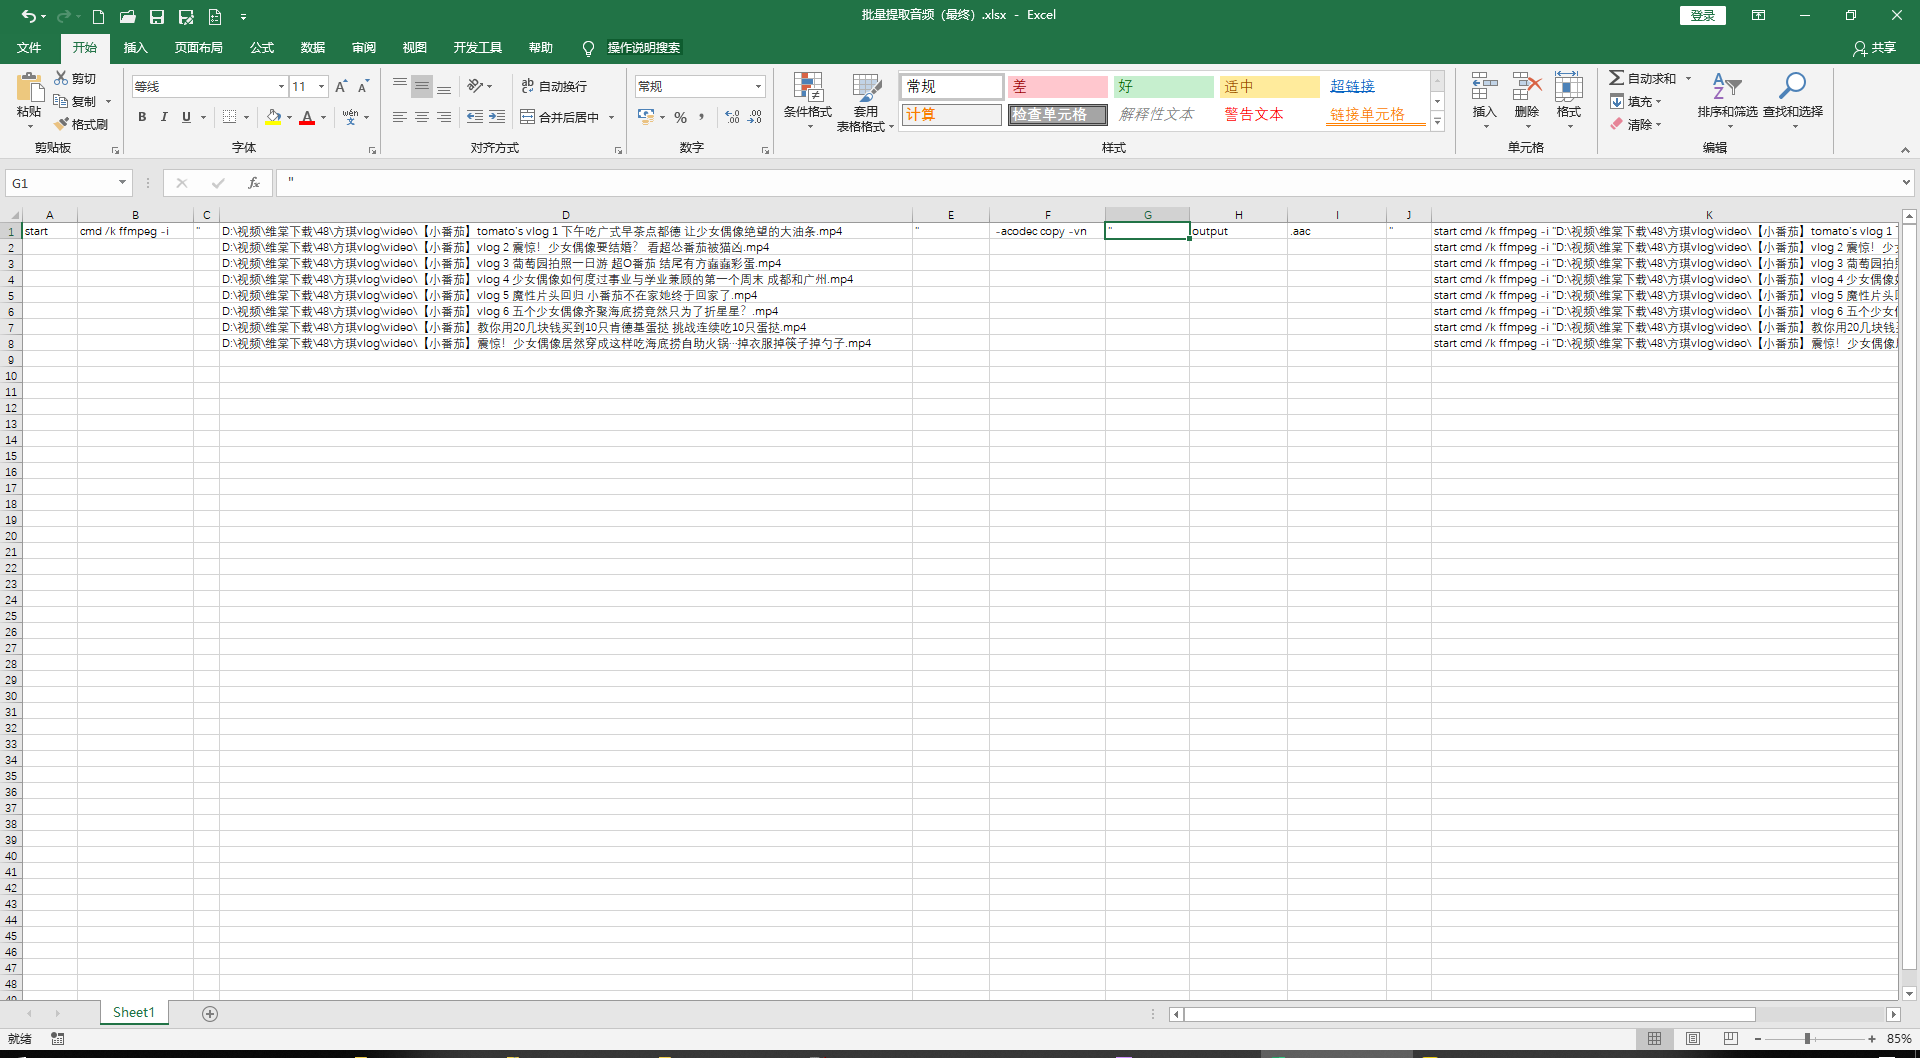 批量提取音频（最终）.xlsx - Excel
登录
文件 开始 插入 页面布局 公式 数据 审阅 视图 开发工具 帮助 操作说明搜索 共享
粘贴 剪切 复制 格式刷
等线 11
B I U A wén 文
自动换行
合并后居中
常规
%
条件格式 套用 表格格式
常规 差 好 适中 超链接
计算 检查单元格 解释性文本 警告文本 链接单元格
插入 删除 格式
自动求和
填充
清除
排序和筛选 查找和选择
剪贴板 字体 对齐方式 数字 样式 单元格 编辑
G1 fx "
A B C D E F G H I J K
1 start cmd /k ffmpeg -i " D:\视频\维棠下载\48\方琪vlog\video\【小番茄】tomato's vlog 1 下午吃广式早茶点都德 让少女偶像绝望的大油条.mp4 " -acodec copy -vn " output .aac " start cmd /k ffmpeg -i "D:\视频\维棠下载\48\方琪vlog\video\【小番茄】tomato's vlog 1
2 D:\视频\维棠下载\48\方琪vlog\video\【小番茄】vlog 2 震惊！少女偶像要结婚？ 看超怂番茄被猫凶.mp4 start cmd /k ffmpeg -i "D:\视频\维棠下载\48\方琪vlog\video\【小番茄】vlog 2 震惊！少
3 D:\视频\维棠下载\48\方琪vlog\video\【小番茄】vlog 3 葡萄园拍照一日游 超O番茄 结尾有方蟊蟊彩蛋.mp4 start cmd /k ffmpeg -i "D:\视频\维棠下载\48\方琪vlog\video\【小番茄】vlog 3 葡萄园拍
4 D:\视频\维棠下载\48\方琪vlog\video\【小番茄】vlog 4 少女偶像如何度过事业与学业兼顾的第一个周末 成都和广州.mp4 start cmd /k ffmpeg -i "D:\视频\维棠下载\48\方琪vlog\video\【小番茄】vlog 4 少女偶像
5 D:\视频\维棠下载\48\方琪vlog\video\【小番茄】vlog 5 魔性片头回归 小番茄不在家她终于回家了.mp4 start cmd /k ffmpeg -i "D:\视频\维棠下载\48\方琪vlog\video\【小番茄】vlog 5 魔性片头
6 D:\视频\维棠下载\48\方琪vlog\video\【小番茄】vlog 6 五个少女偶像齐聚海底捞竟然只为了折星星？.mp4 start cmd /k ffmpeg -i "D:\视频\维棠下载\48\方琪vlog\video\【小番茄】vlog 6 五个少女
7 D:\视频\维棠下载\48\方琪vlog\video\【小番茄】教你用20几块钱买到10只肯德基蛋挞 挑战连续吃10只蛋挞.mp4 start cmd /k ffmpeg -i "D:\视频\维棠下载\48\方琪vlog\video\【小番茄】教你用20几块钱
8 D:\视频\维棠下载\48\方琪vlog\video\【小番茄】震惊！少女偶像居然穿成这样吃海底捞自助火锅···掉衣服掉筷子掉勺子.mp4 start cmd /k ffmpeg -i "D:\视频\维棠下载\48\方琪vlog\video\【小番茄】震惊！少女偶像
9
10
11
12
13
14
15
16
17
18
19
20
21
22
23
24
25
26
27
28
29
30
31
32
33
34
35
36
37
38
39
40
41
42
43
44
45
46
47
48
Sheet1
就绪 85%